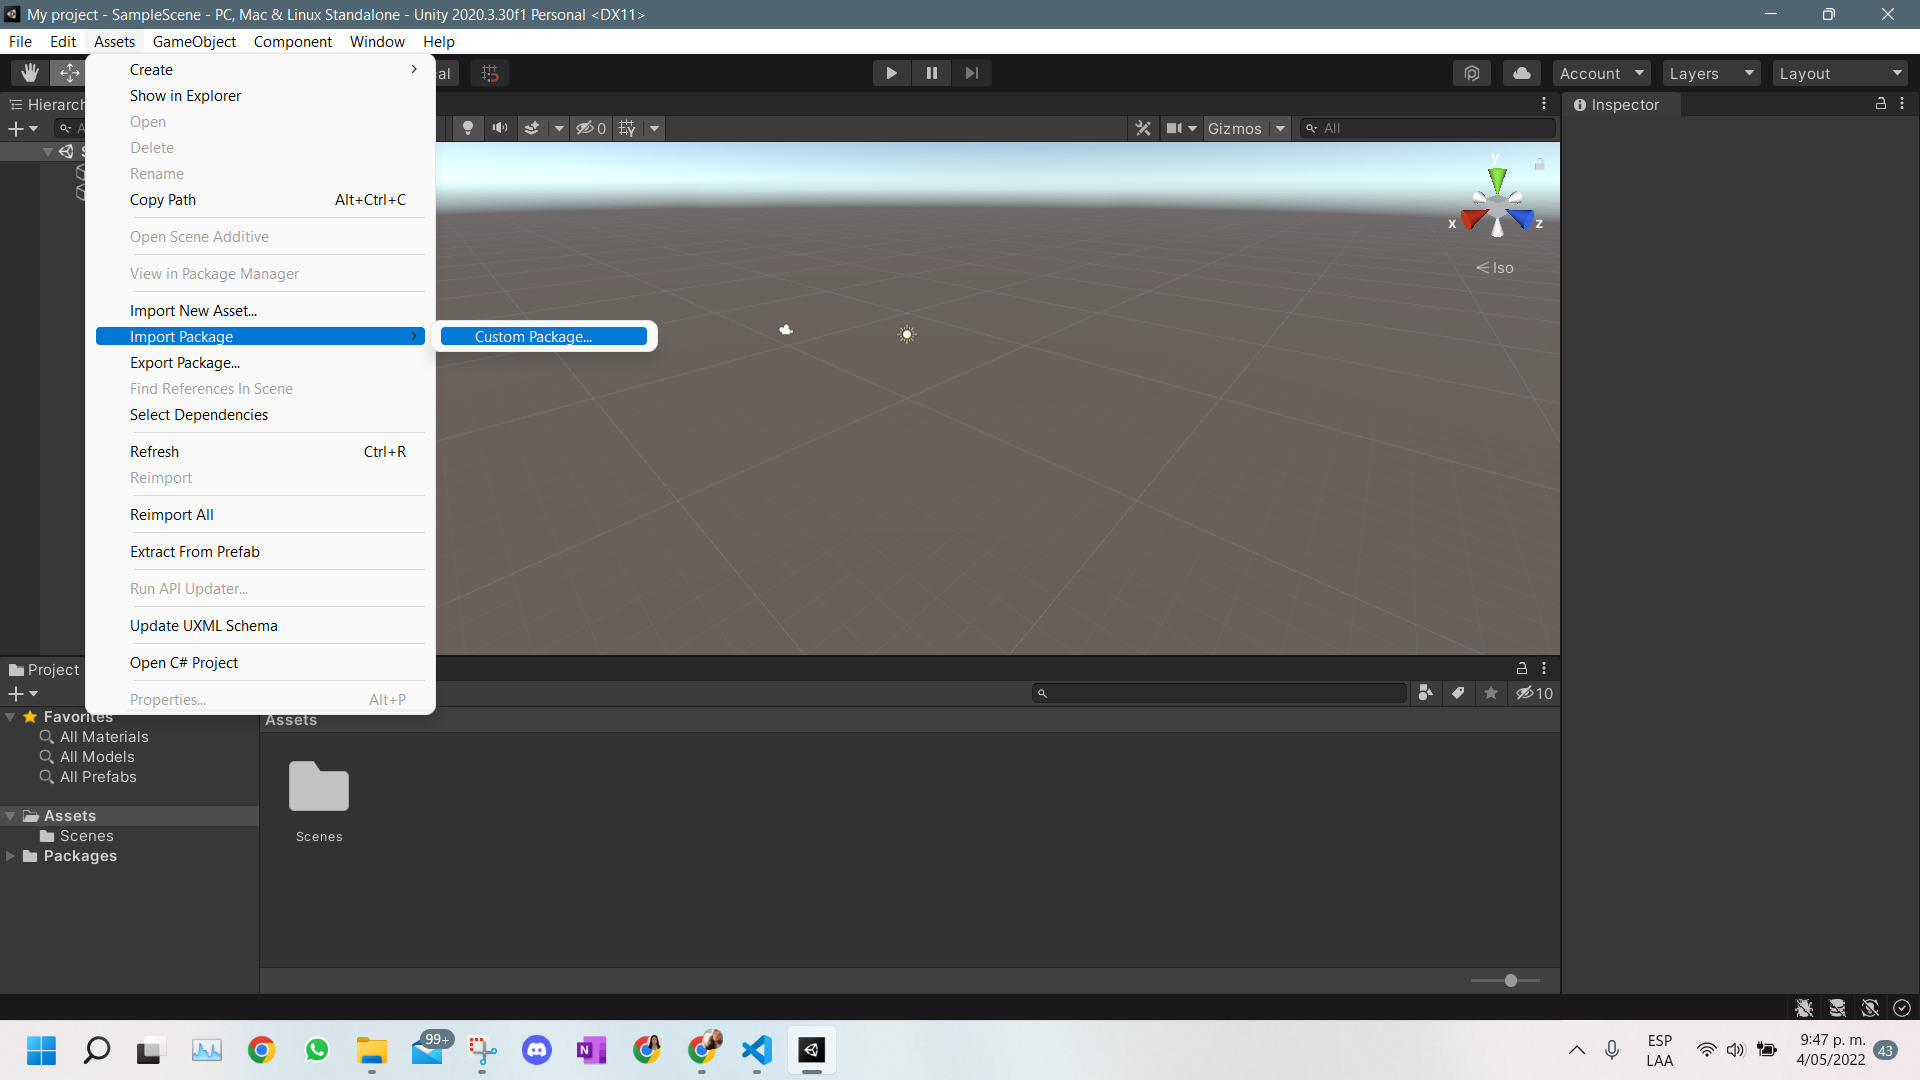 My project - SampleScene - PC, Mac & Linux Standalone - Unity 2020.3.30f1 Personal <DX11>
File Edit Assets GameObject Component Window Help
Account Layers Layout
Hierarch
Inspector
0 Gizmos All
y
x z
Iso
Create
Show in Explorer
Open
Delete
Rename
Copy Path Alt+Ctrl+C
Open Scene Additive
View in Package Manager
Import New Asset...
Import Package Custom Package...
Export Package...
Find References In Scene
Select Dependencies
Refresh Ctrl+R
Reimport
Reimport All
Extract From Prefab
Run API Updater...
Update UXML Schema
Open C# Project
Properties... Alt+P
Project
10
Favorites
All Materials
All Models
All Prefabs
Assets
Scenes
Packages
Assets
Scenes
99+
ESP
LAA
9:47 p. m.
4/05/2022
43